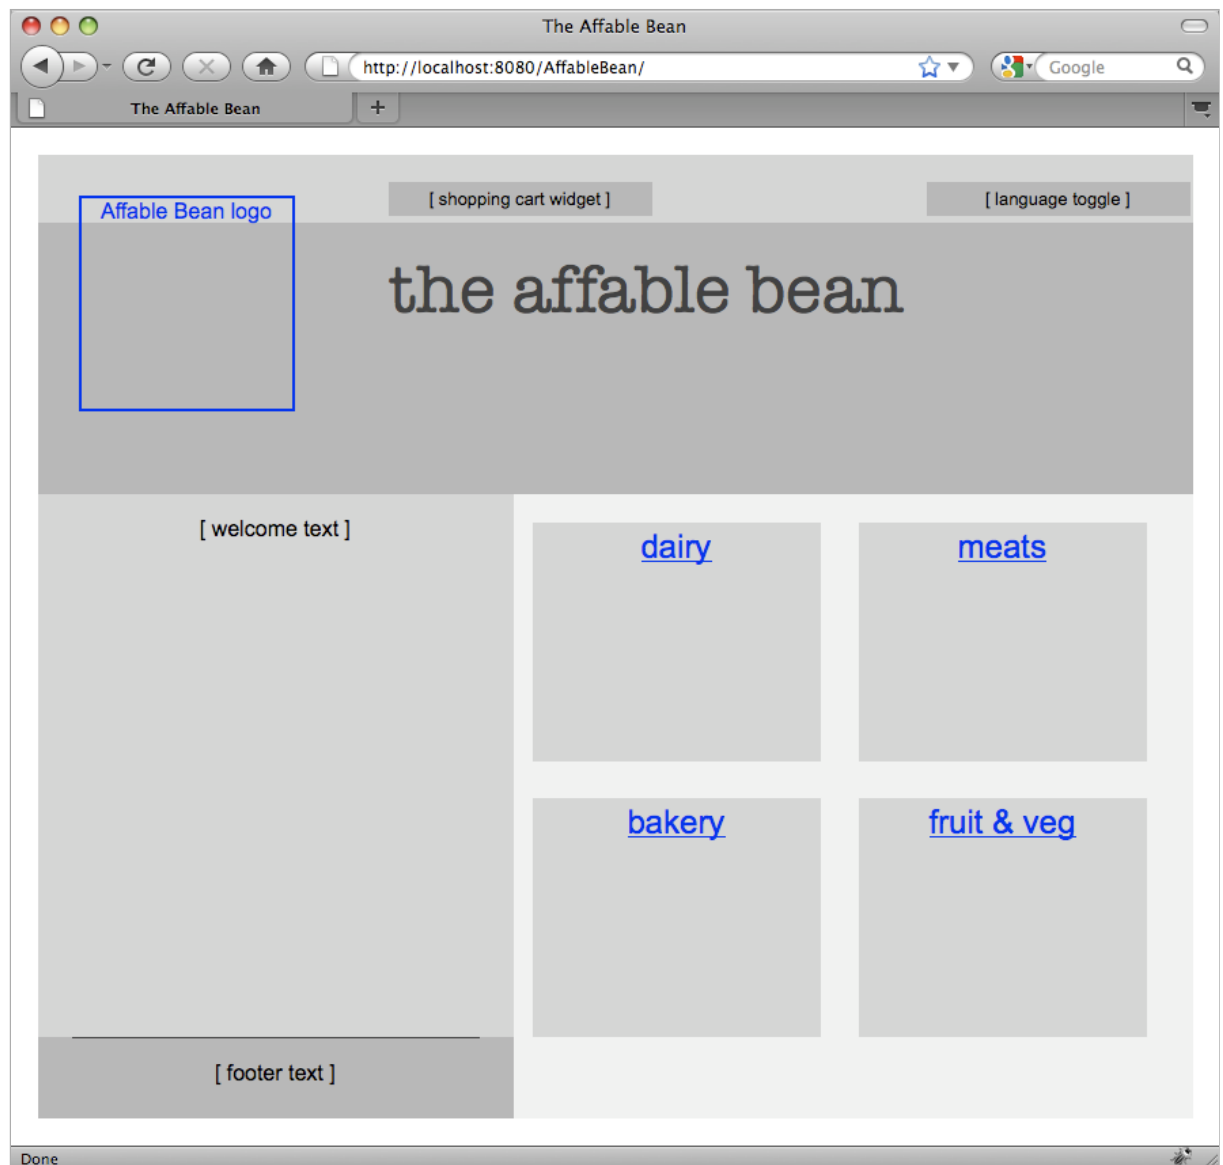 The Affable Bean
http://localhost:8080/AffableBean/
Google
The Affable Bean
[ shopping cart widget ]
[ language toggle ]
Affable Bean logo
the affable bean
[ welcome text ]
dairy
meats
bakery
fruit & veg
[ footer text ]
Done